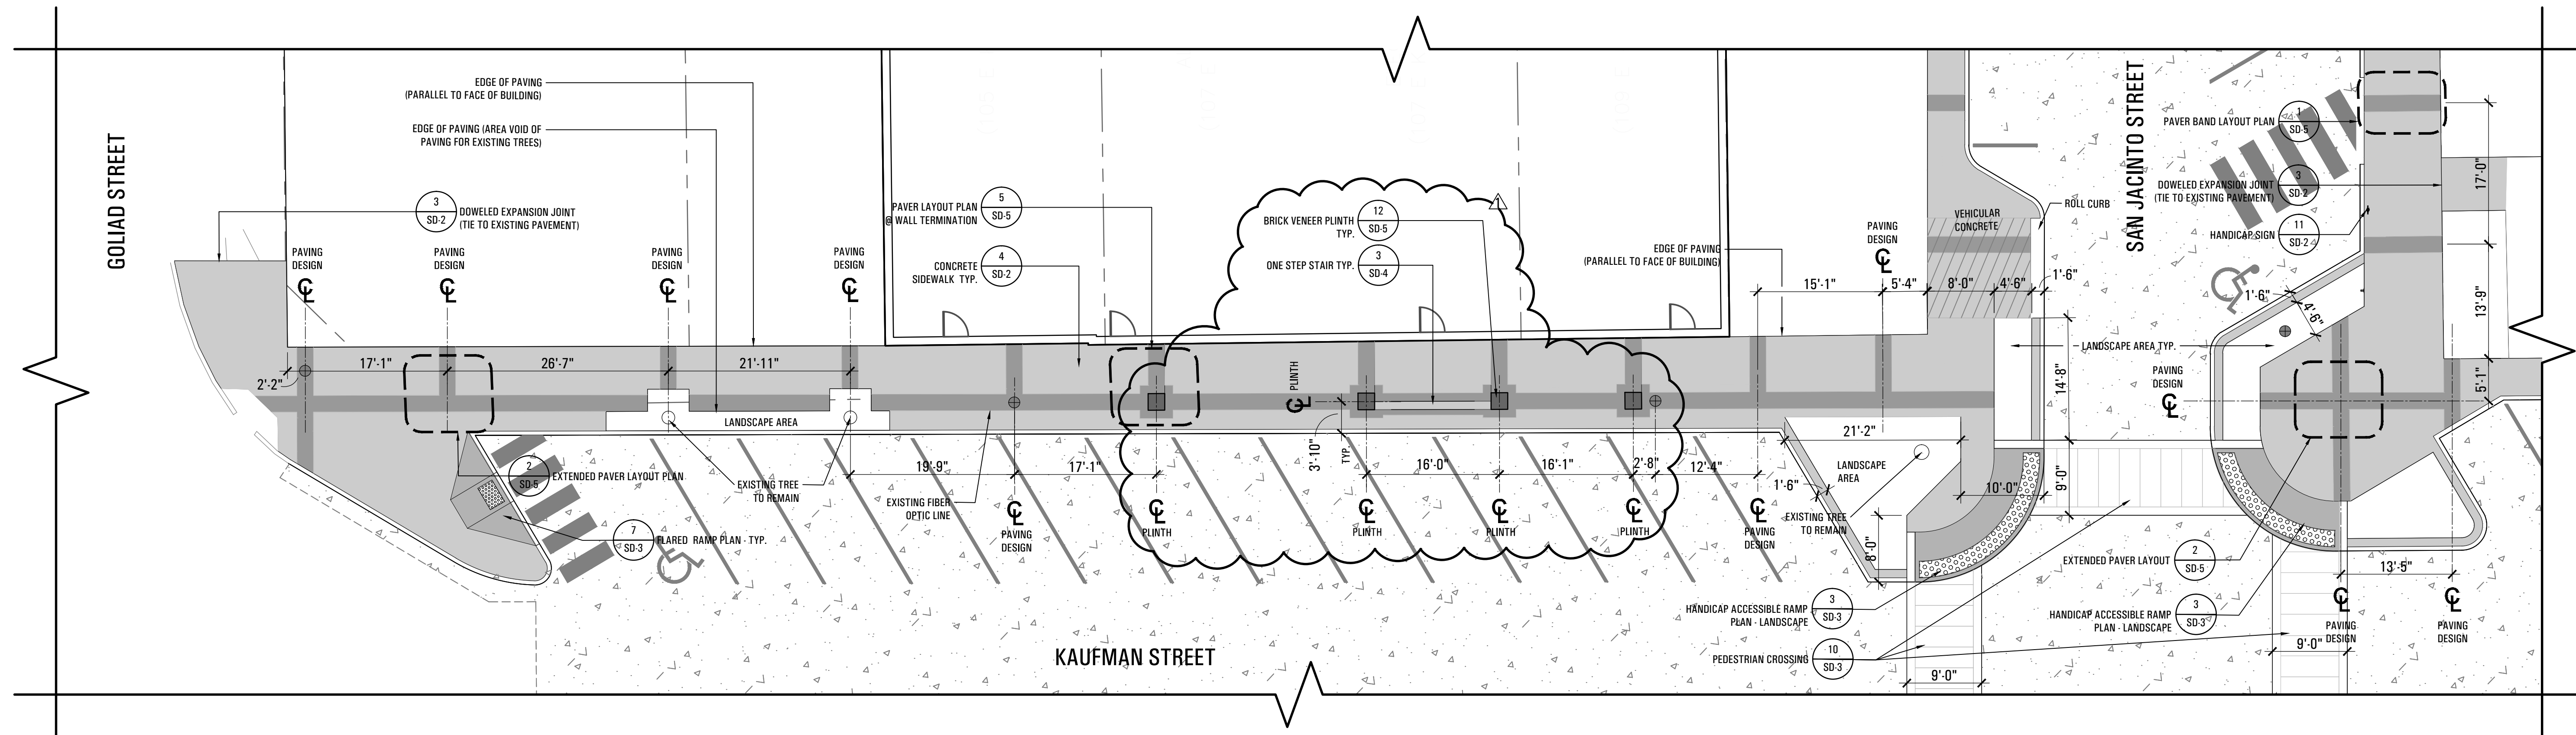 EDGE OF PAVING
(PARALLEL TO FACE OF BUILDING)
EDGE OF PAVING (AREA VOID OF
PAVING FOR EXISTING TREES)
GOLIAD STREET
3
SD-2
DOWELED EXPANSION JOINT
(TIE TO EXISTING PAVEMENT)
PAVING
DESIGN
℄
PAVING
DESIGN
℄
PAVING
DESIGN
℄
PAVING
DESIGN
℄
2'-2"
17'-1"
26'-7"
21'-11"
LANDSCAPE AREA
2
SD-5
EXTENDED PAVER LAYOUT PLAN
7
SD-3
FLARED RAMP PLAN - TYP.
EXISTING TREE
TO REMAIN
PAVER LAYOUT PLAN
@ WALL TERMINATION
5
SD-5
CONCRETE
SIDEWALK TYP.
4
SD-2
BRICK VENEER PLINTH
TYP.
12
SD-5
ONE STEP STAIR TYP.
3
SD-4
1
EDGE OF PAVING
(PARALLEL TO FACE OF BUILDING)
℄
PLINTH
3'-10"
TYP.
19'-9"
17'-1"
16'-0"
16'-1"
2'-8"
12'-4"
EXISTING FIBER
OPTIC LINE
℄
PAVING
DESIGN
℄
PLINTH
℄
PLINTH
℄
PLINTH
℄
PLINTH
℄
PAVING
DESIGN
KAUFMAN STREET
PAVING
DESIGN
℄
15'-1"
5'-4"
8'-0"
4'-6"
1'-6"
VEHICULAR
CONCRETE
ROLL CURB
21'-2"
LANDSCAPE
AREA
1'-6"
EXISTING TREE
TO REMAIN
8'-0"
10'-0"
9'-0"
14'-8"
LANDSCAPE AREA TYP.
PAVING
DESIGN
℄
SAN JACINTO STREET
PAVER BAND LAYOUT PLAN
1
SD-5
DOWELED EXPANSION JOINT
(TIE TO EXISTING PAVEMENT)
3
SD-2
HANDICAP SIGN
11
SD-2
1'-6"
4'-6"
17'-0"
13'-9"
5'-1"
HANDICAP ACCESSIBLE RAMP
PLAN - LANDSCAPE
3
SD-3
PEDESTRIAN CROSSING
10
SD-3
9'-0"
EXTENDED PAVER LAYOUT
2
SD-5
HANDICAP ACCESSIBLE RAMP
PLAN - LANDSCAPE
3
SD-3
13'-5"
℄
PAVING
DESIGN
℄
PAVING
DESIGN
9'-0"